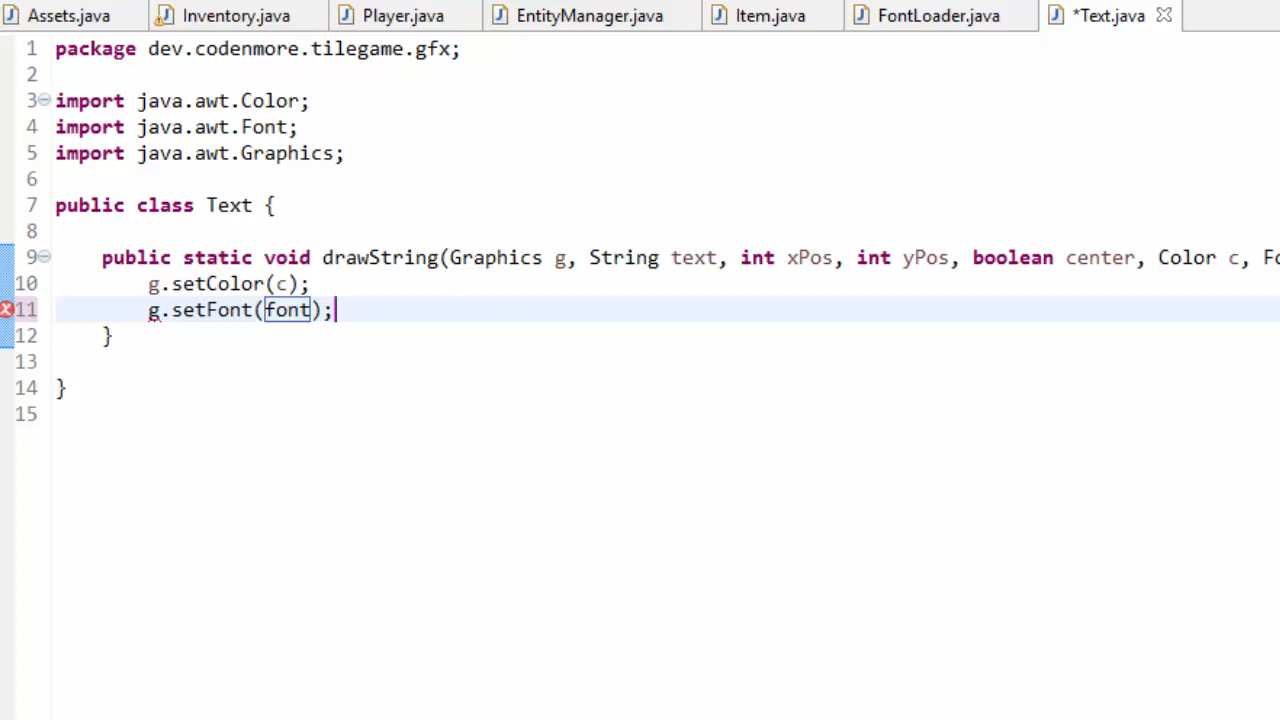 Assets.java Inventory.java Player.java EntityManager.java Item.java FontLoader.java *Text.java
1 package dev.codenmore.tilegame.gfx;
2
3 import java.awt.Color;
4 import java.awt.Font;
5 import java.awt.Graphics;
6
7 public class Text {
8
9 public static void drawString(Graphics g, String text, int xPos, int yPos, boolean center, Color c, Fo
10 g.setColor(c);
11 g.setFont(font);
12 }
13
14 }
15